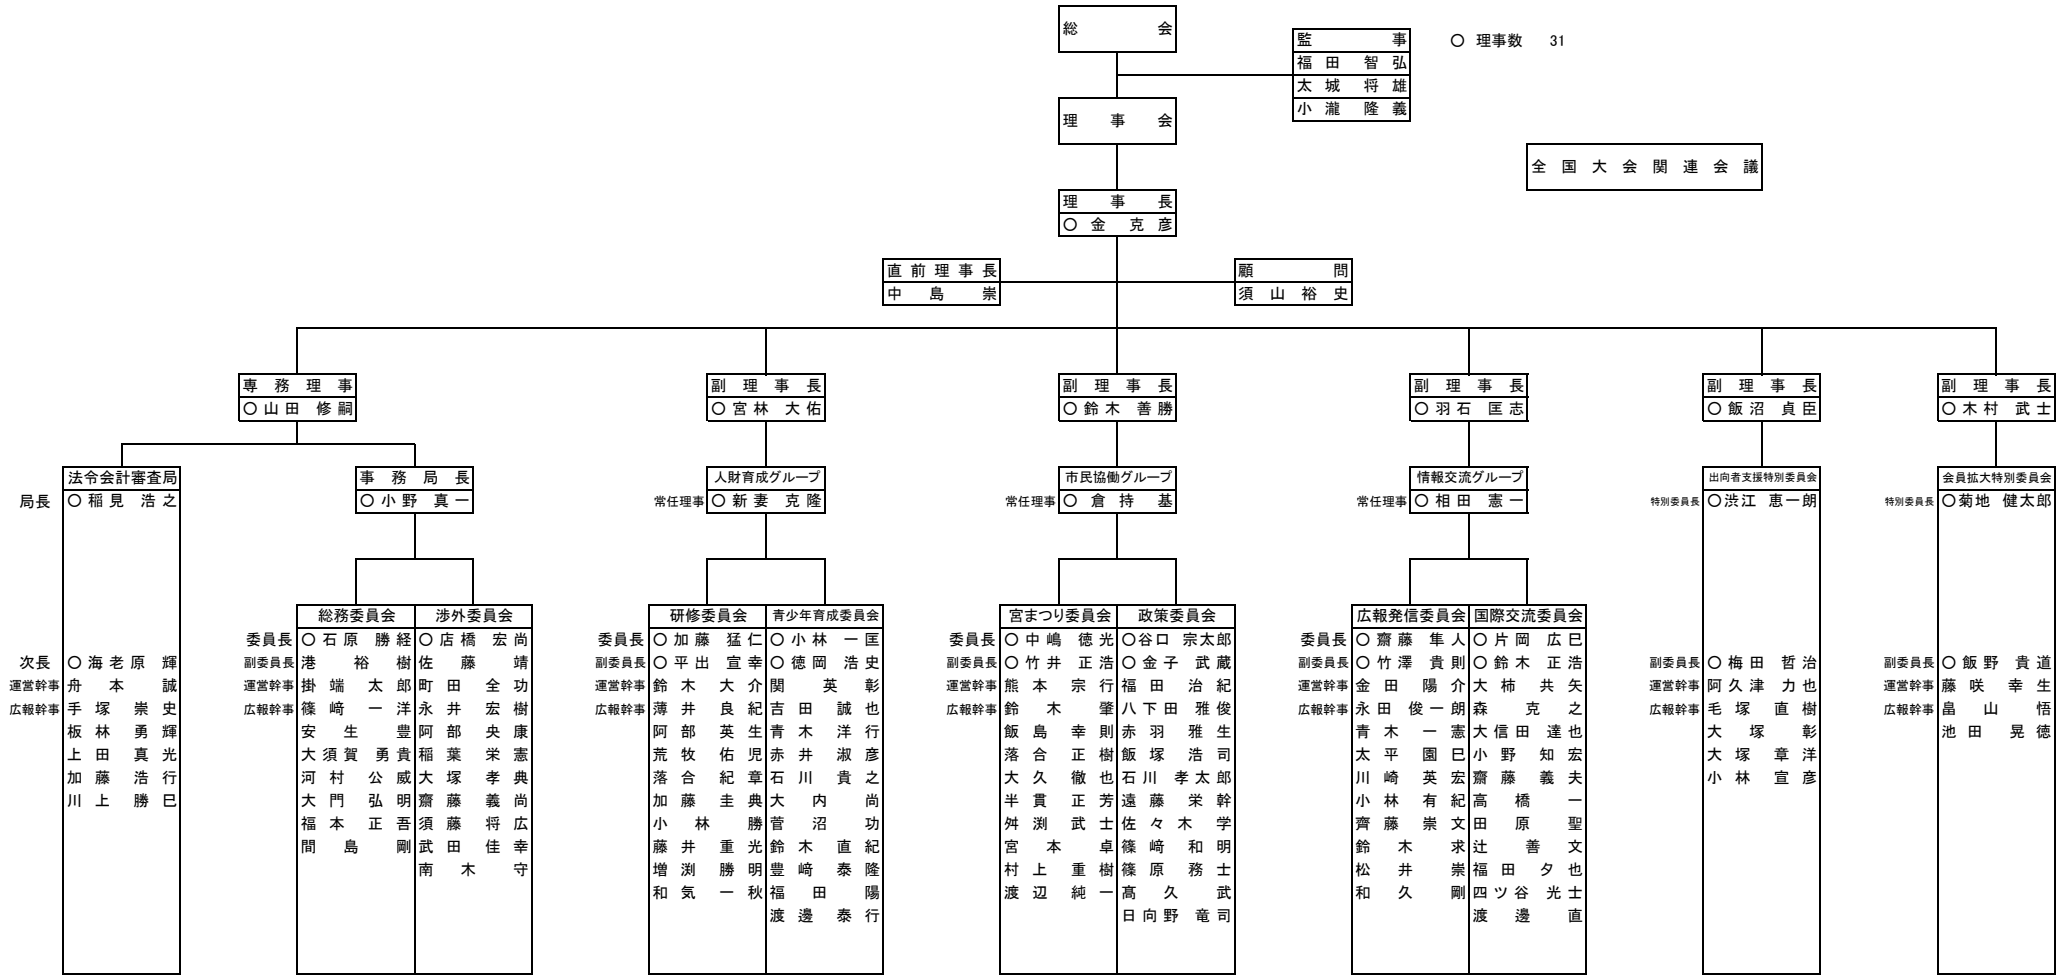 総会
監事
福田 智弘
太城 将雄
小瀧 隆義
○ 理事数 31
理事会
全国大会関連会議
理事長
○ 金 克彦
直前理事長
中島 崇
顧問
須山裕史
専務理事
○山田 修嗣
副理事長
○宮林 大佑
副理事長
○鈴木 善勝
副理事長
○羽石 匡志
副理事長
○飯沼 貞臣
副理事長
○木村 武士
法令会計審査局
局長 ○稲見 浩之
次長 ○海老原 輝
運営幹事 舟本 誠
広報幹事 手塚 崇史
板林 勇輝
上田 真光
加藤 浩行
川上 勝巳
事務局長
○小野 真一
総務委員会
委員長 ○石原 勝経
副委員長 港 裕樹
運営幹事 掛端 太郎
広報幹事 篠﨑 一洋
安生 豊
大須賀 勇貴
河村 公威
大門 弘明
福本 正吾
間島 剛
渉外委員会
○店橋 宏尚
佐藤 靖
町田 全功
永井 宏樹
阿部 央康
稲葉 栄憲
大塚 孝典
齋藤 義尚
須藤 将広
武田 佳幸
南木 守
人財育成グループ
常任理事 ○新妻 克隆
研修委員会
委員長 ○加藤 猛仁
副委員長 ○平出 宣幸
運営幹事 鈴木 大介
広報幹事 薄井 良紀
阿部 英生
荒牧 佑児
落合 紀章
加藤 圭典
小林 勝
藤井 重光
増渕 勝明
和気 一秋
青少年育成委員会
○小林 一匡
○徳岡 浩史
関 英彰
吉田 誠也
青木 洋行
赤井 淑彦
石川 貴之
大内 尚
菅沼 功
鈴木 直紀
豊﨑 泰隆
福田 陽
渡邊 泰行
市民協働グループ
常任理事 ○倉持 基
宮まつり委員会
委員長 ○中嶋 徳光
副委員長 ○竹井 正浩
運営幹事 熊本 宗行
広報幹事 鈴木 肇
飯島 幸則
落合 正樹
大久 徹也
半貫 正芳
舛渕 武士
宮本 卓
村上 重樹
渡辺 純一
政策委員会
○谷口 宗太郎
○金子 武蔵
福田 治紀
八下田 雅俊
赤羽 雅生
飯塚 浩司
石川 孝太郎
遠藤 栄幹
佐々木 学
篠﨑 和明
篠原 務士
髙久 武
日向野 竜司
情報交流グループ
常任理事 ○相田 憲一
広報発信委員会
委員長 ○齋藤 隼人
副委員長 ○竹澤 貴則
運営幹事 金田 陽介
広報幹事 永田 俊一朗
青木 一憲
太平 園巳
川崎 英宏
小林 有紀
齊藤 崇文
鈴木 求
松井 崇
和久 剛
国際交流委員会
○片岡 広巳
○鈴木 正浩
大柿 共矢
森 克之
大信田 達也
小野 知宏
齋藤 義夫
高橋 一
田原 聖
辻 善文
福田 夕也
四ツ谷 光士
渡邊 直
出向者支援特別委員会
特別委員長 ○渋江 恵一朗
副委員長 ○梅田 哲治
運営幹事 阿久津 力也
広報幹事 毛塚 直樹
大塚 彰
大塚 章洋
小林 宣彦
会員拡大特別委員会
特別委員長 ○菊地 健太郎
副委員長 ○飯野 貴道
運営幹事 藤咲 幸生
広報幹事 畠山 悟
池田 晃徳